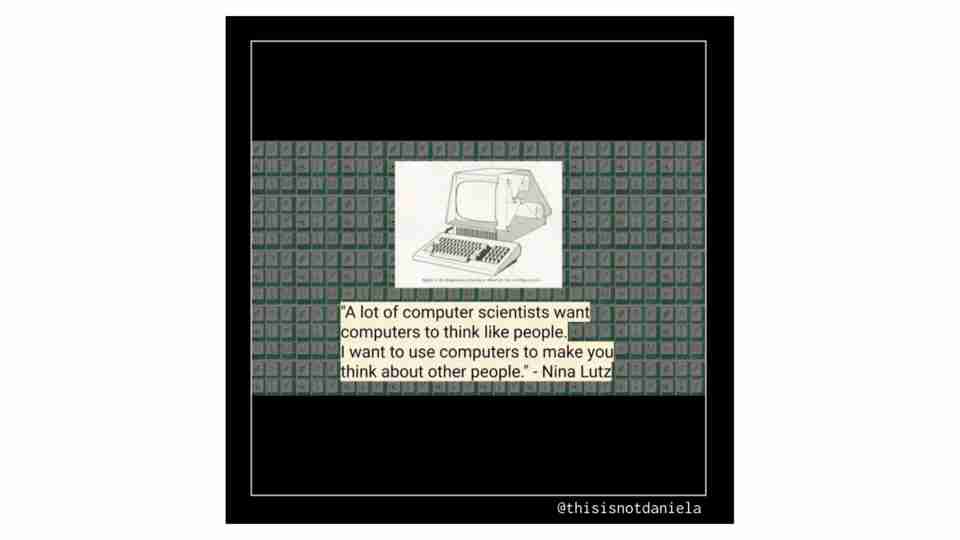 "A lot of computer scientists want
computers to think like people.
I want to use computers to make you
think about other people." - Nina Lutz
@thisisnotdaniela